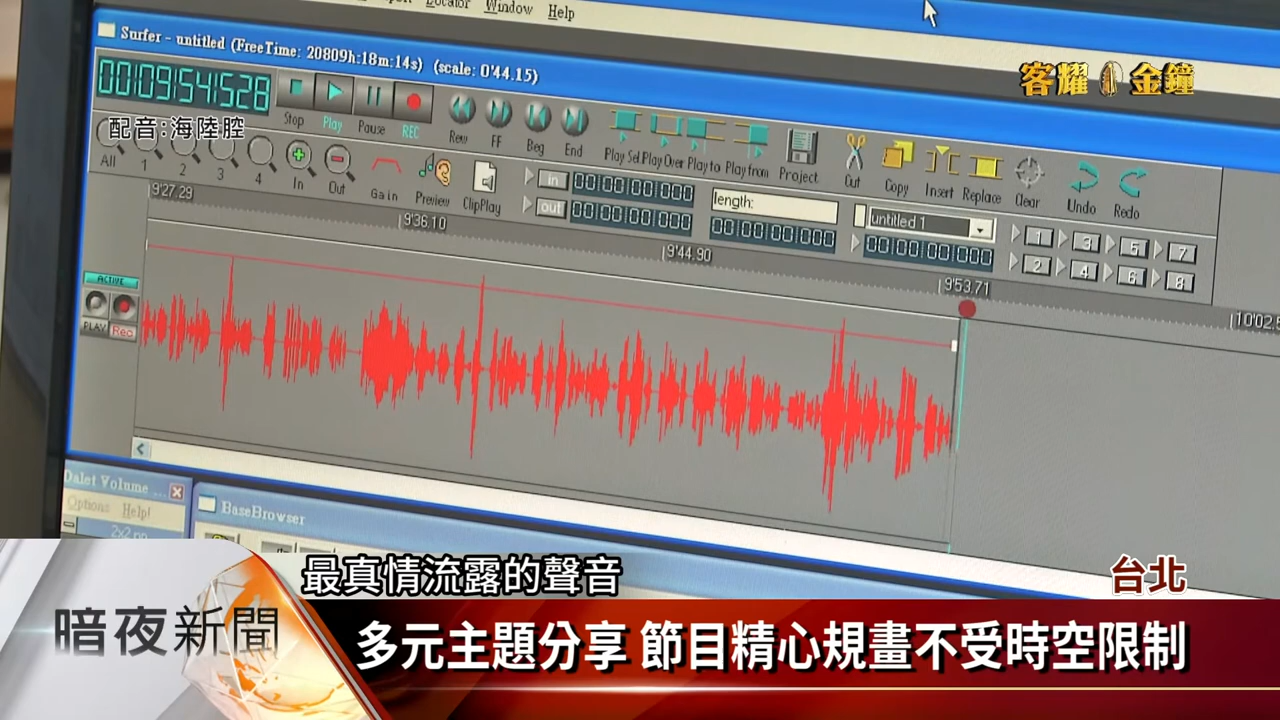 Locator Window Help
Surfer - untitled (FreeTime: 20809h:18m:14s) (scale: 0'44.15)
客耀 金鐘
00:09:54:528
Stop Play Pause REC Rew FF Beg End Play Sel Play Over Play to Play from Project Cut Copy Insert Replace Clear Undo Redo
配音:海陸腔
All 1 2 3 4 In Out Gain Preview ClipPlay
in 00:00:00:000 length: untitled 1 1 3 5 7
out 00:00:00:000 00:00:00:000 00:00:00:000 2 4 6 8
9'27.29 9'36.10 9'44.90 9'53.71 10'02.5
ACTIVE
PLAY Rec
Dalet Volume ...
Options Help!
BaseBrowser
最真情流露的聲音
台北
暗夜新聞
多元主題分享 節目精心規畫不受時空限制